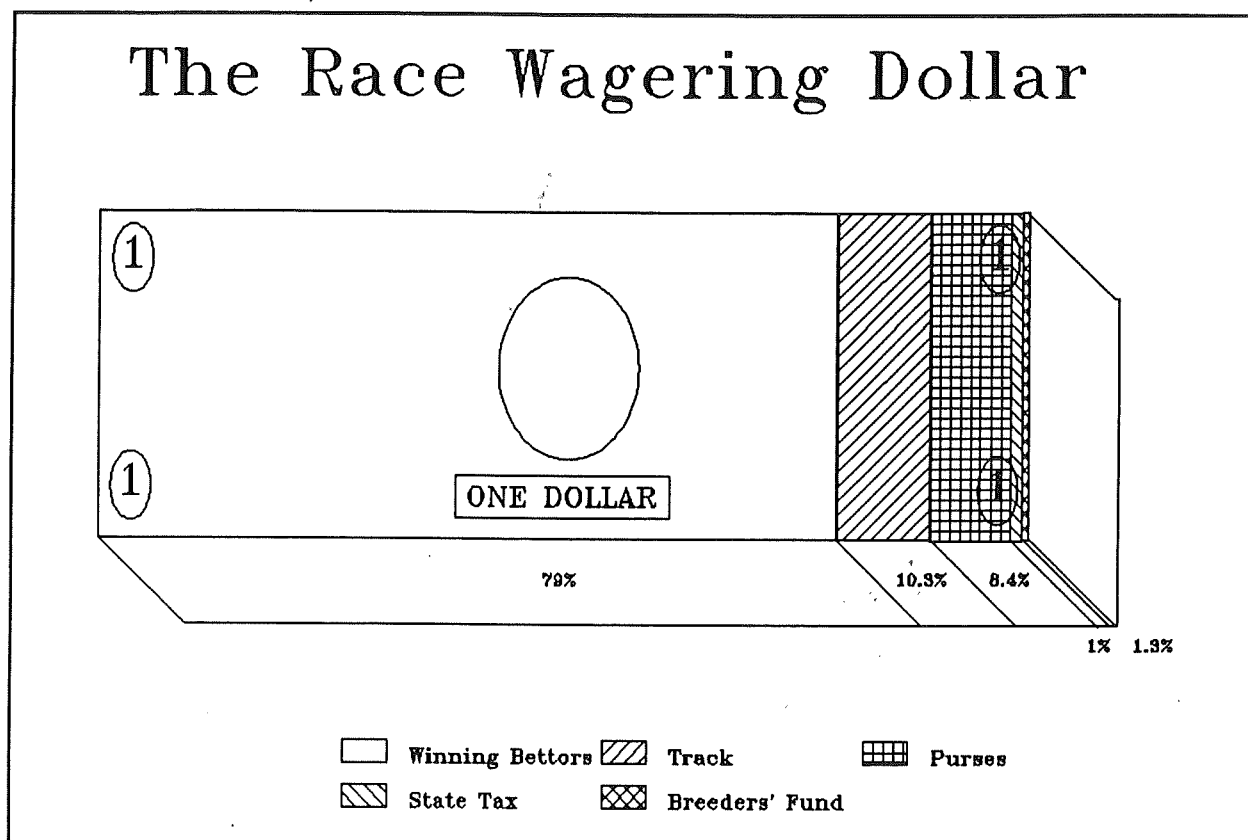 The Race Wagering Dollar
1 1
1 1
ONE DOLLAR
79% 10.3% 8.4%
1% 1.3%
Winning Bettors Track Purses
State Tax Breeders' Fund